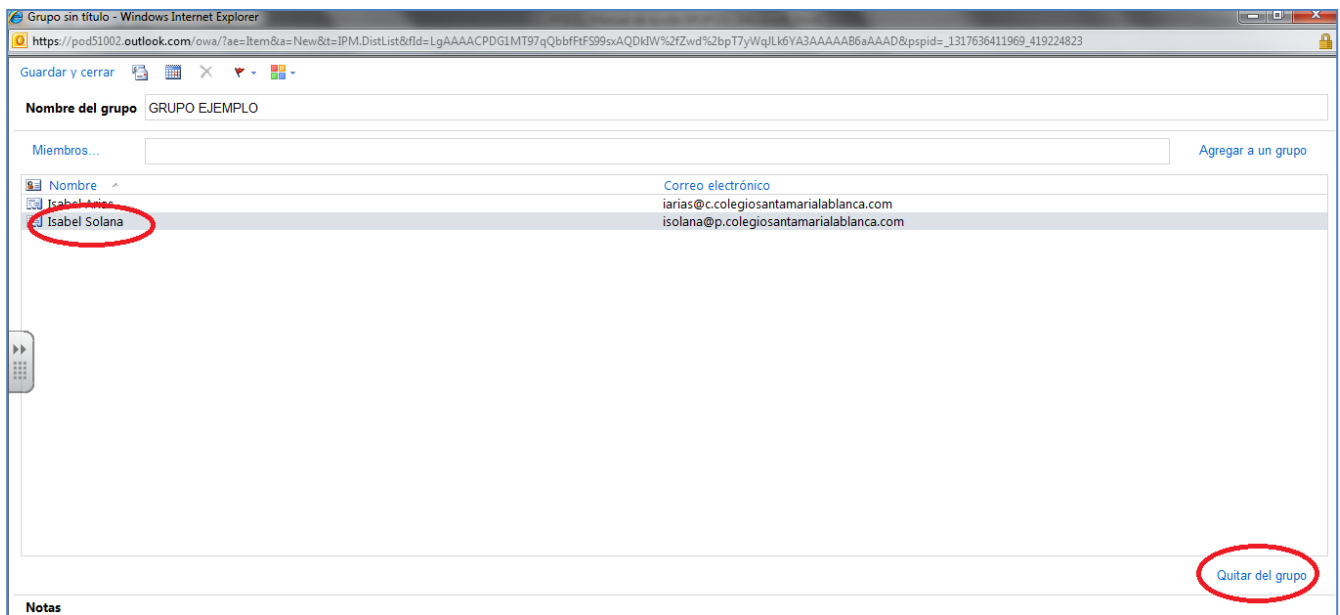 Grupo sin título - Windows Internet Explorer
https://pod51002.outlook.com/owa/?ae=Item&a=New&t=IPM.DistList&fId=LgAAAACPDG1MT97qQbbfFtFS99sxAQDkIW%2fZwd%2bpT7yWqJLk6YA3AAAAAB6aAAAD&pspid=_1317636411969_419224823
Guardar y cerrar
Nombre del grupo GRUPO EJEMPLO
Miembros... Agregar a un grupo
Nombre Correo electrónico
Isabel Arias iarias@c.colegiosantamarialablanca.com
Isabel Solana isolana@p.colegiosantamarialablanca.com
Quitar del grupo
Notas